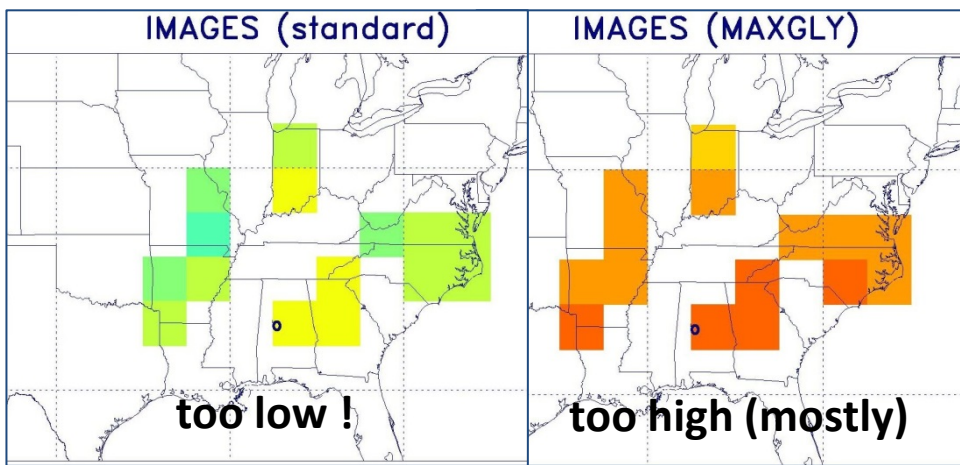 IMAGES (standard)
IMAGES (MAXGLY)
too low !
too high (mostly)